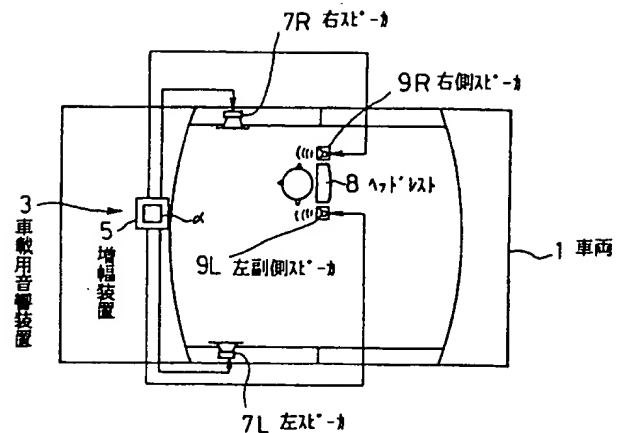 7R 右スピーカ
9R 右側スピーカ
8 ヘッドレスト
3 車載用音響装置
5 増幅装置
α
9L 左副側スピーカ
1 車両
7L 左スピーカ